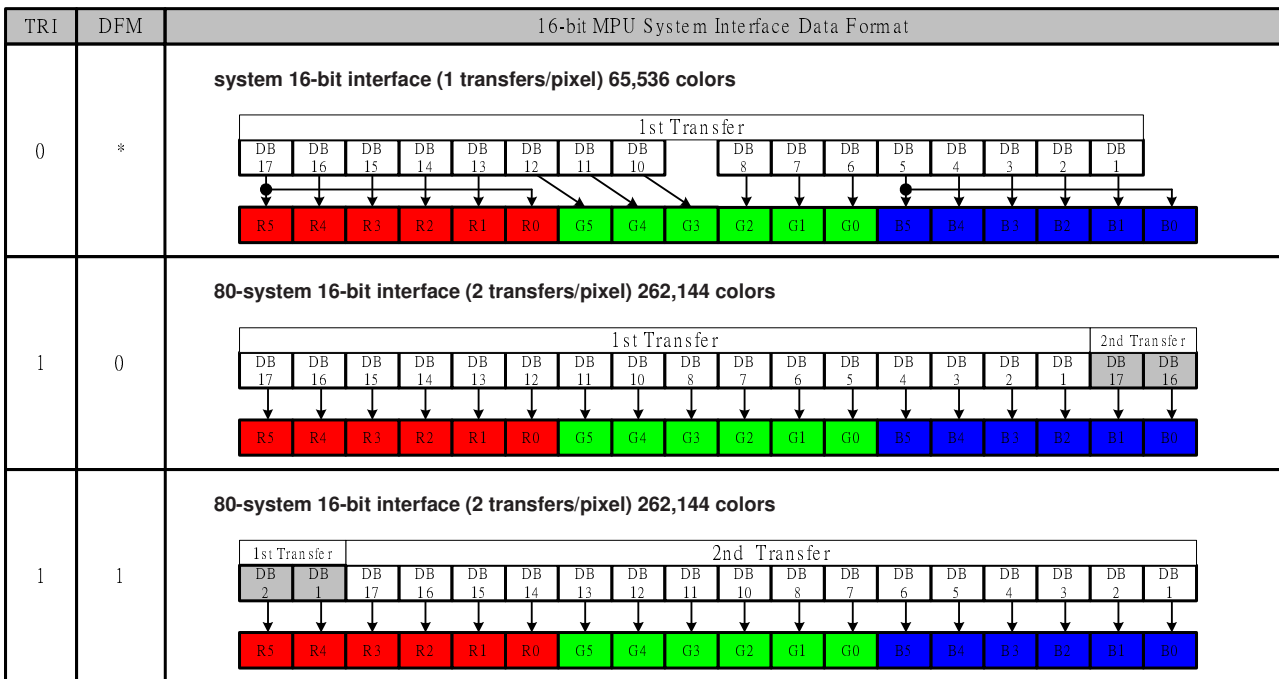 TRI DFM 16-bit MPU System Interface Data Format
system 16-bit interface (1 transfers/pixel) 65,536 colors
1st Transfer
0 *
DB DB DB DB DB DB DB DB DB DB DB DB DB DB DB DB
17 16 15 14 13 12 11 10 8 7 6 5 4 3 2 1
R5 R4 R3 R2 R1 R0 G5 G4 G3 G2 G1 G0 B5 B4 B3 B2 B1 B0
80-system 16-bit interface (2 transfers/pixel) 262,144 colors
1st Transfer 2nd Transfer
1 0
DB DB DB DB DB DB DB DB DB DB DB DB DB DB DB DB DB DB
17 16 15 14 13 12 11 10 8 7 6 5 4 3 2 1 17 16
R5 R4 R3 R2 R1 R0 G5 G4 G3 G2 G1 G0 B5 B4 B3 B2 B1 B0
80-system 16-bit interface (2 transfers/pixel) 262,144 colors
1st Transfer 2nd Transfer
1 1
DB DB DB DB DB DB DB DB DB DB DB DB DB DB DB DB DB DB
2 1 17 16 15 14 13 12 11 10 8 7 6 5 4 3 2 1
R5 R4 R3 R2 R1 R0 G5 G4 G3 G2 G1 G0 B5 B4 B3 B2 B1 B0